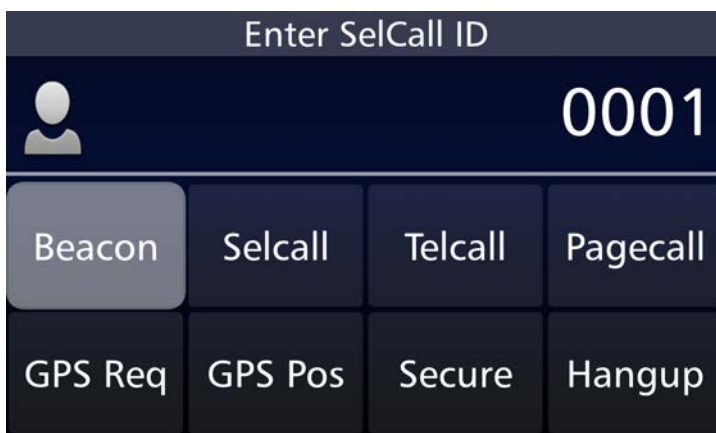 Enter SelCall ID
0001
Beacon Selcall Telcall Pagecall
GPS Req GPS Pos Secure Hangup